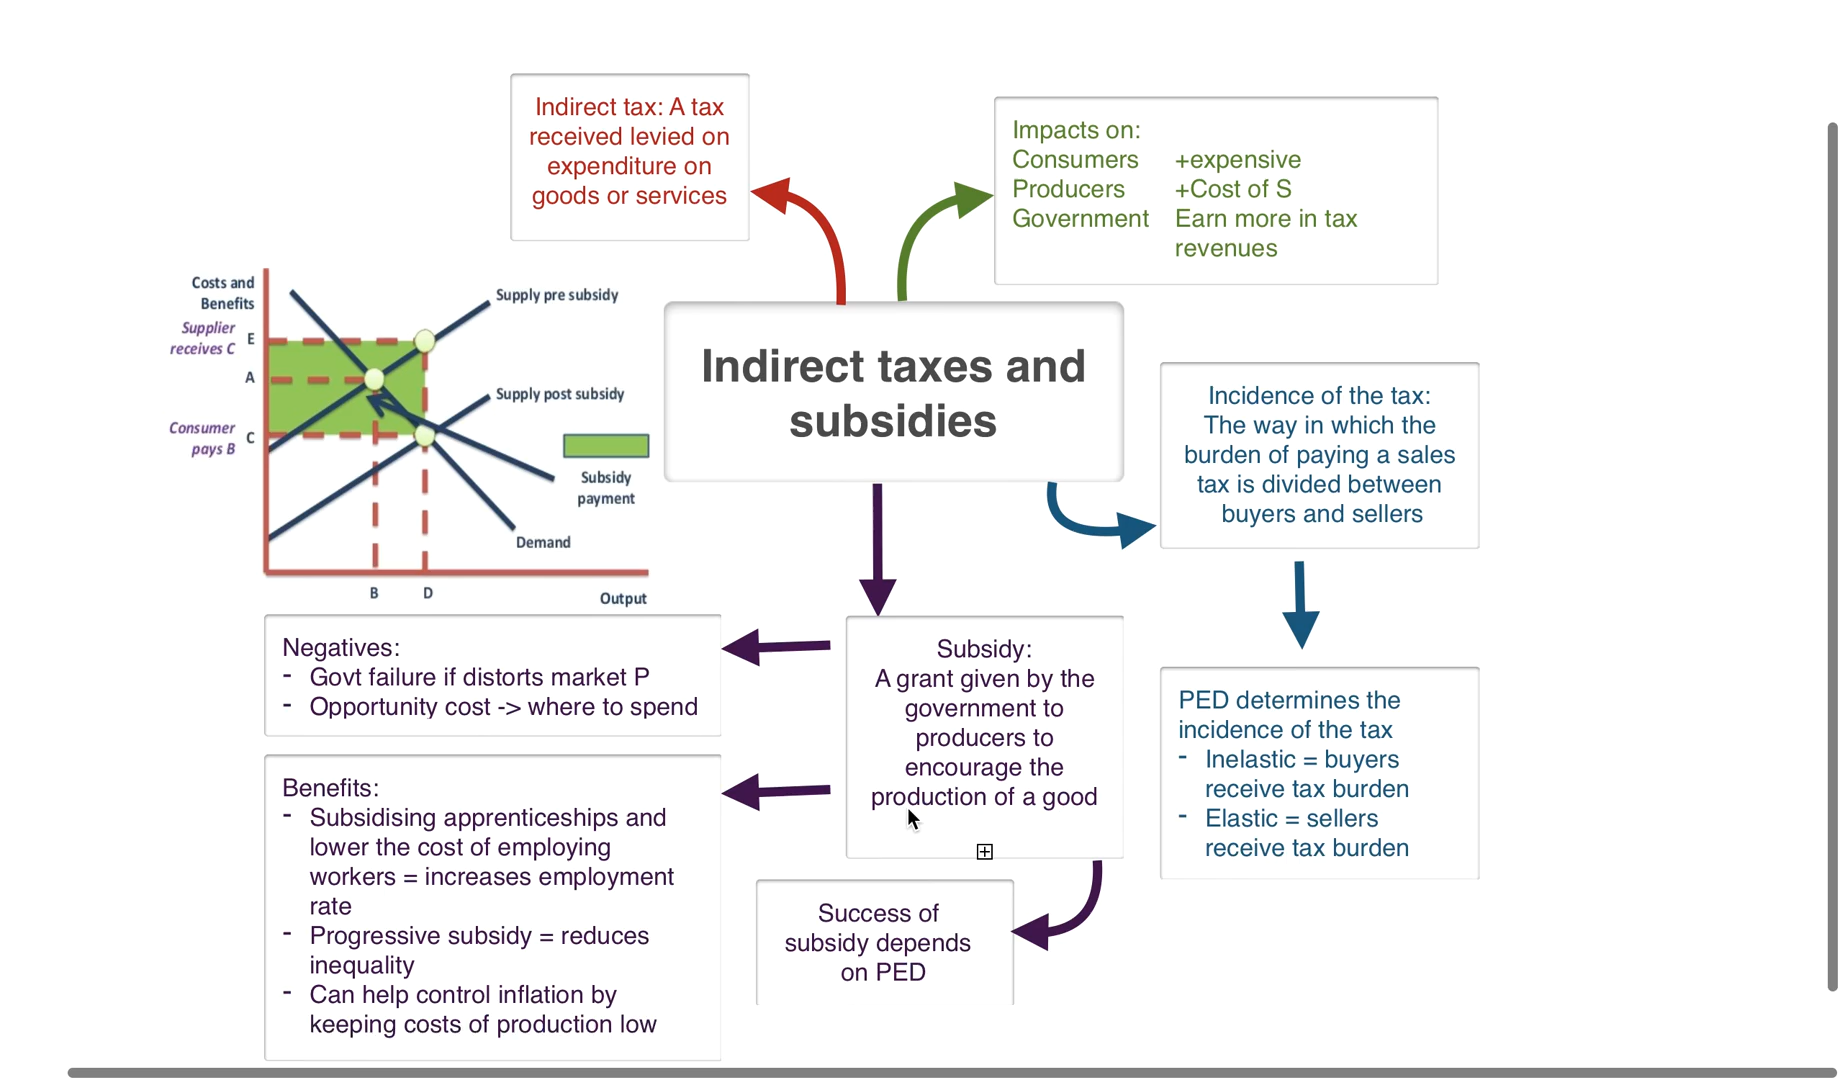 Indirect tax: A tax
received levied on
expenditure on
goods or services
Impacts on:
Consumers +expensive
Producers +Cost of S
Government Earn more in tax
revenues
Costs and
Benefits
Supplier
receives C
E
A
Consumer
pays B
C
Supply pre subsidy
Supply post subsidy
Subsidy
payment
Demand
B
D
Output
Indirect taxes and
subsidies
Incidence of the tax:
The way in which the
burden of paying a sales
tax is divided between
buyers and sellers
Negatives:
- Govt failure if distorts market P
- Opportunity cost -> where to spend
Subsidy:
A grant given by the
government to
producers to
encourage the
production of a good
PED determines the
incidence of the tax
- Inelastic = buyers
receive tax burden
- Elastic = sellers
receive tax burden
Benefits:
- Subsidising apprenticeships and
lower the cost of employing
workers = increases employment
rate
- Progressive subsidy = reduces
inequality
- Can help control inflation by
keeping costs of production low
Success of
subsidy depends
on PED